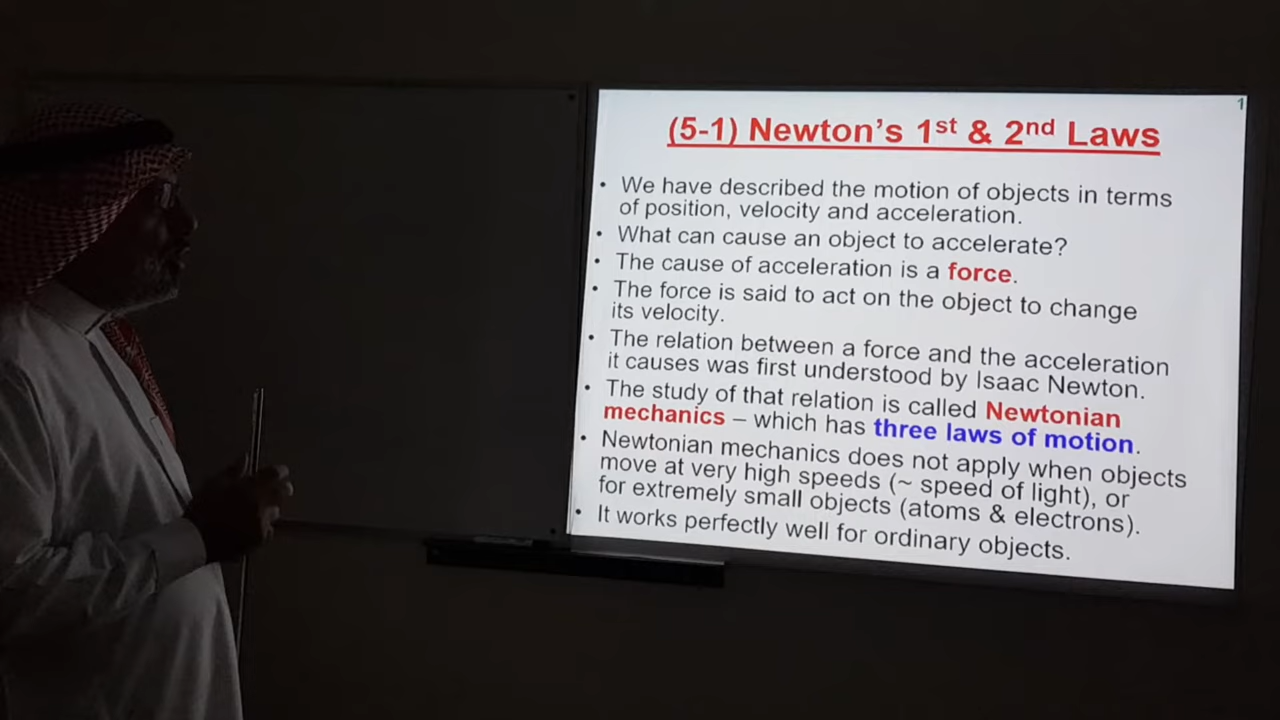 1
(5-1) Newton's 1st & 2nd Laws
• We have described the motion of objects in terms
of position, velocity and acceleration.
• What can cause an object to accelerate?
• The cause of acceleration is a force.
• The force is said to act on the object to change
its velocity.
• The relation between a force and the acceleration
it causes was first understood by Isaac Newton.
• The study of that relation is called Newtonian
mechanics – which has three laws of motion.
• Newtonian mechanics does not apply when objects
move at very high speeds (~ speed of light), or
for extremely small objects (atoms & electrons).
• It works perfectly well for ordinary objects.